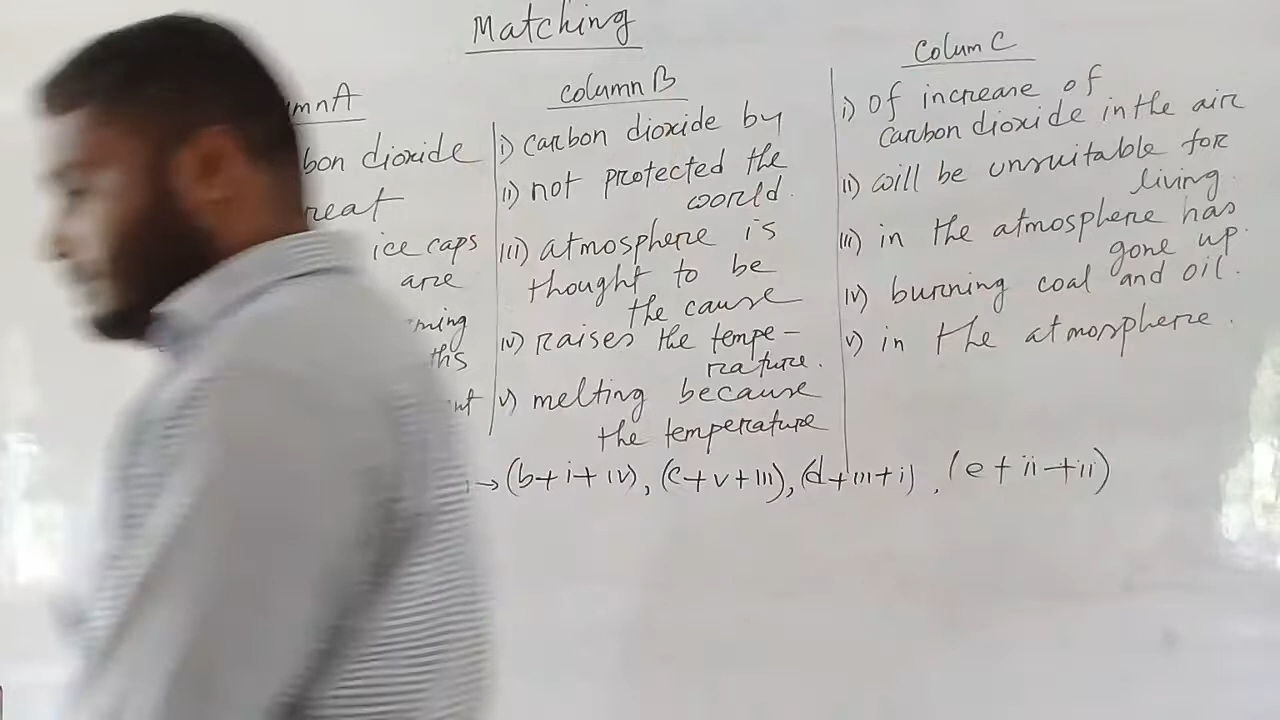 Matching
mnA
bon dioxide
reat
ice caps
are
ming
ths
column B
i) carbon dioxide by
ii) not protected the
world.
iii) atmosphere is
thought to be
the cause
iv) raises the tempe-
rature.
v) melting because
the temperature
Colum C
i) of increase of
carbon dioxide in the air
ii) will be unsuitable for
living.
iii) in the atmosphere has
gone up.
iv) burning coal and oil.
v) in the atmosphere.
→ (b+i+iv), (c+v+iii), (d+iii+i), (e+ii+ii)